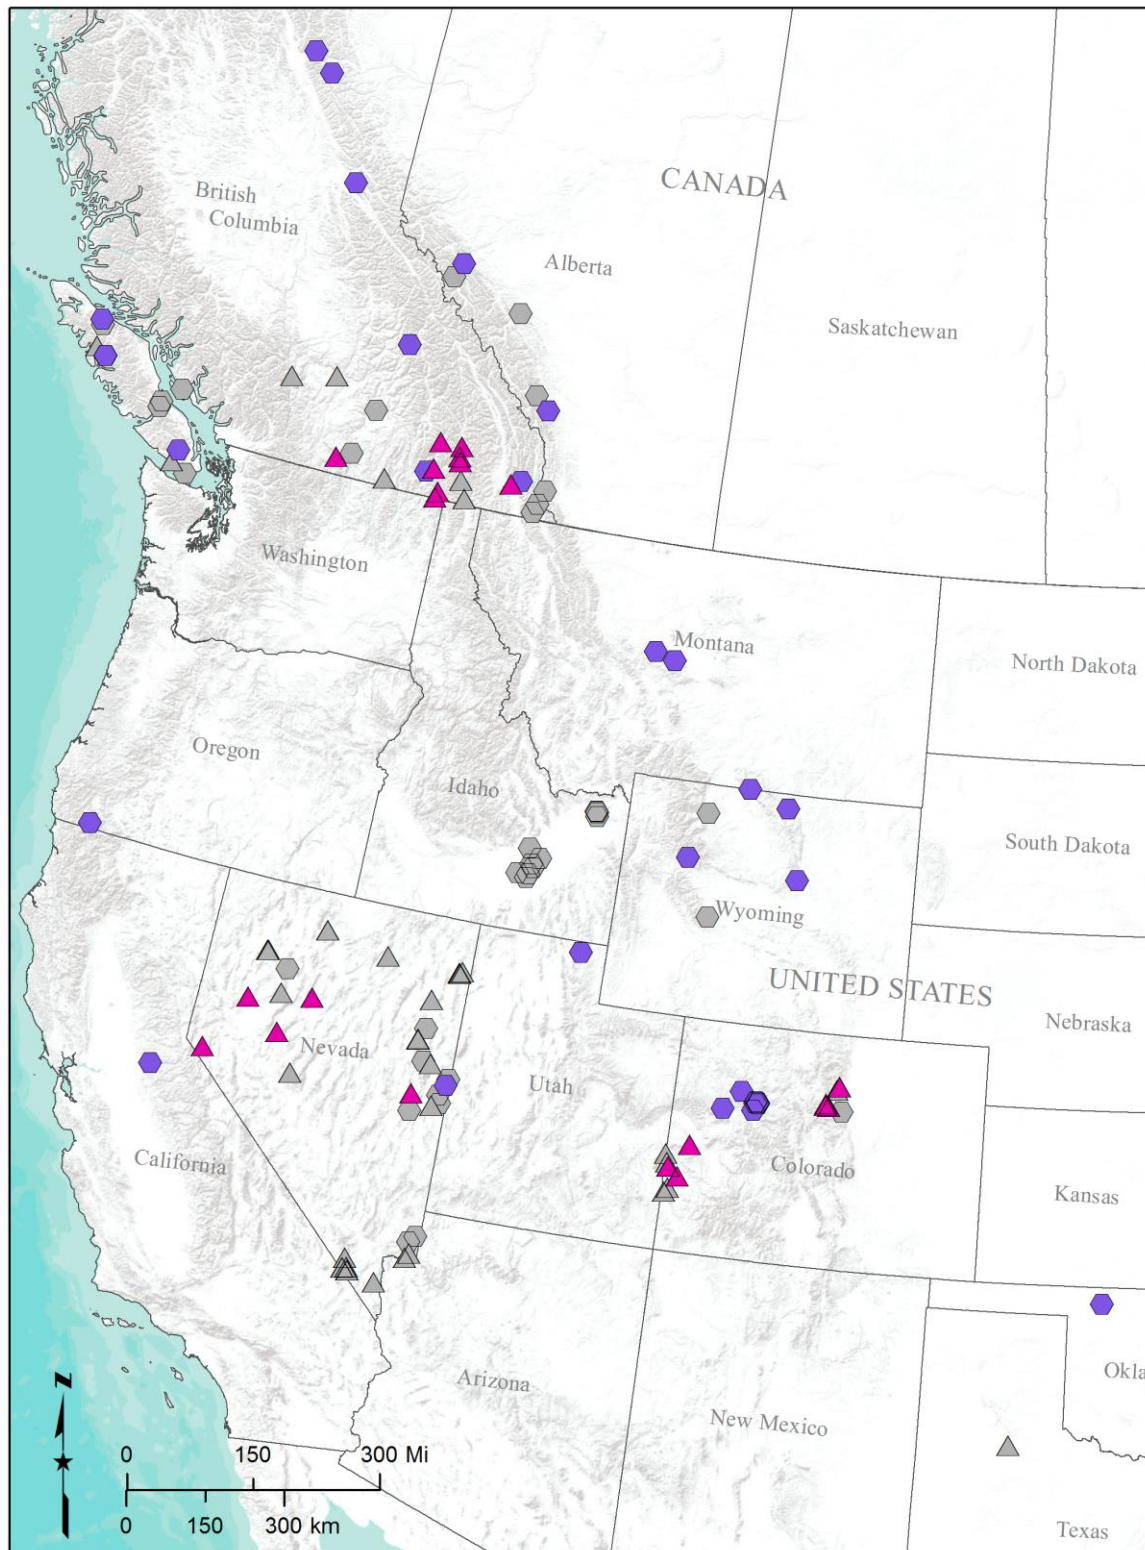 CANADA
British
Columbia
Alberta
Saskatchewan
Washington
Montana
North Dakota
Oregon
Idaho
South Dakota
Wyoming
UNITED STATES
Nebraska
Nevada
Utah
California
Colorado
Kansas
Arizona
Okla
New Mexico
N
0 150 300 Mi
0 150 300 km
Texas